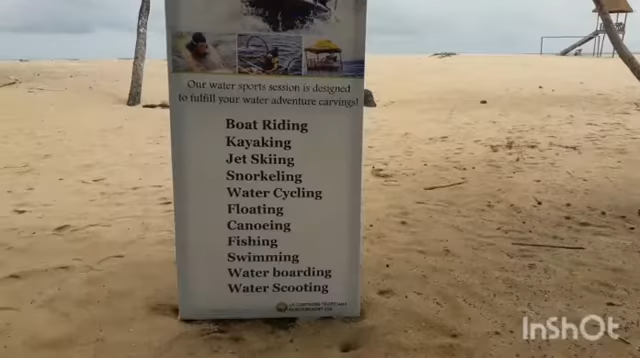 Our water sports session is designed
to fulfill your water adventure carvings!
Boat Riding
Kayaking
Jet Skiing
Snorkeling
Water Cycling
Floating
Canoeing
Fishing
Swimming
Water boarding
Water Scooting
InShOt